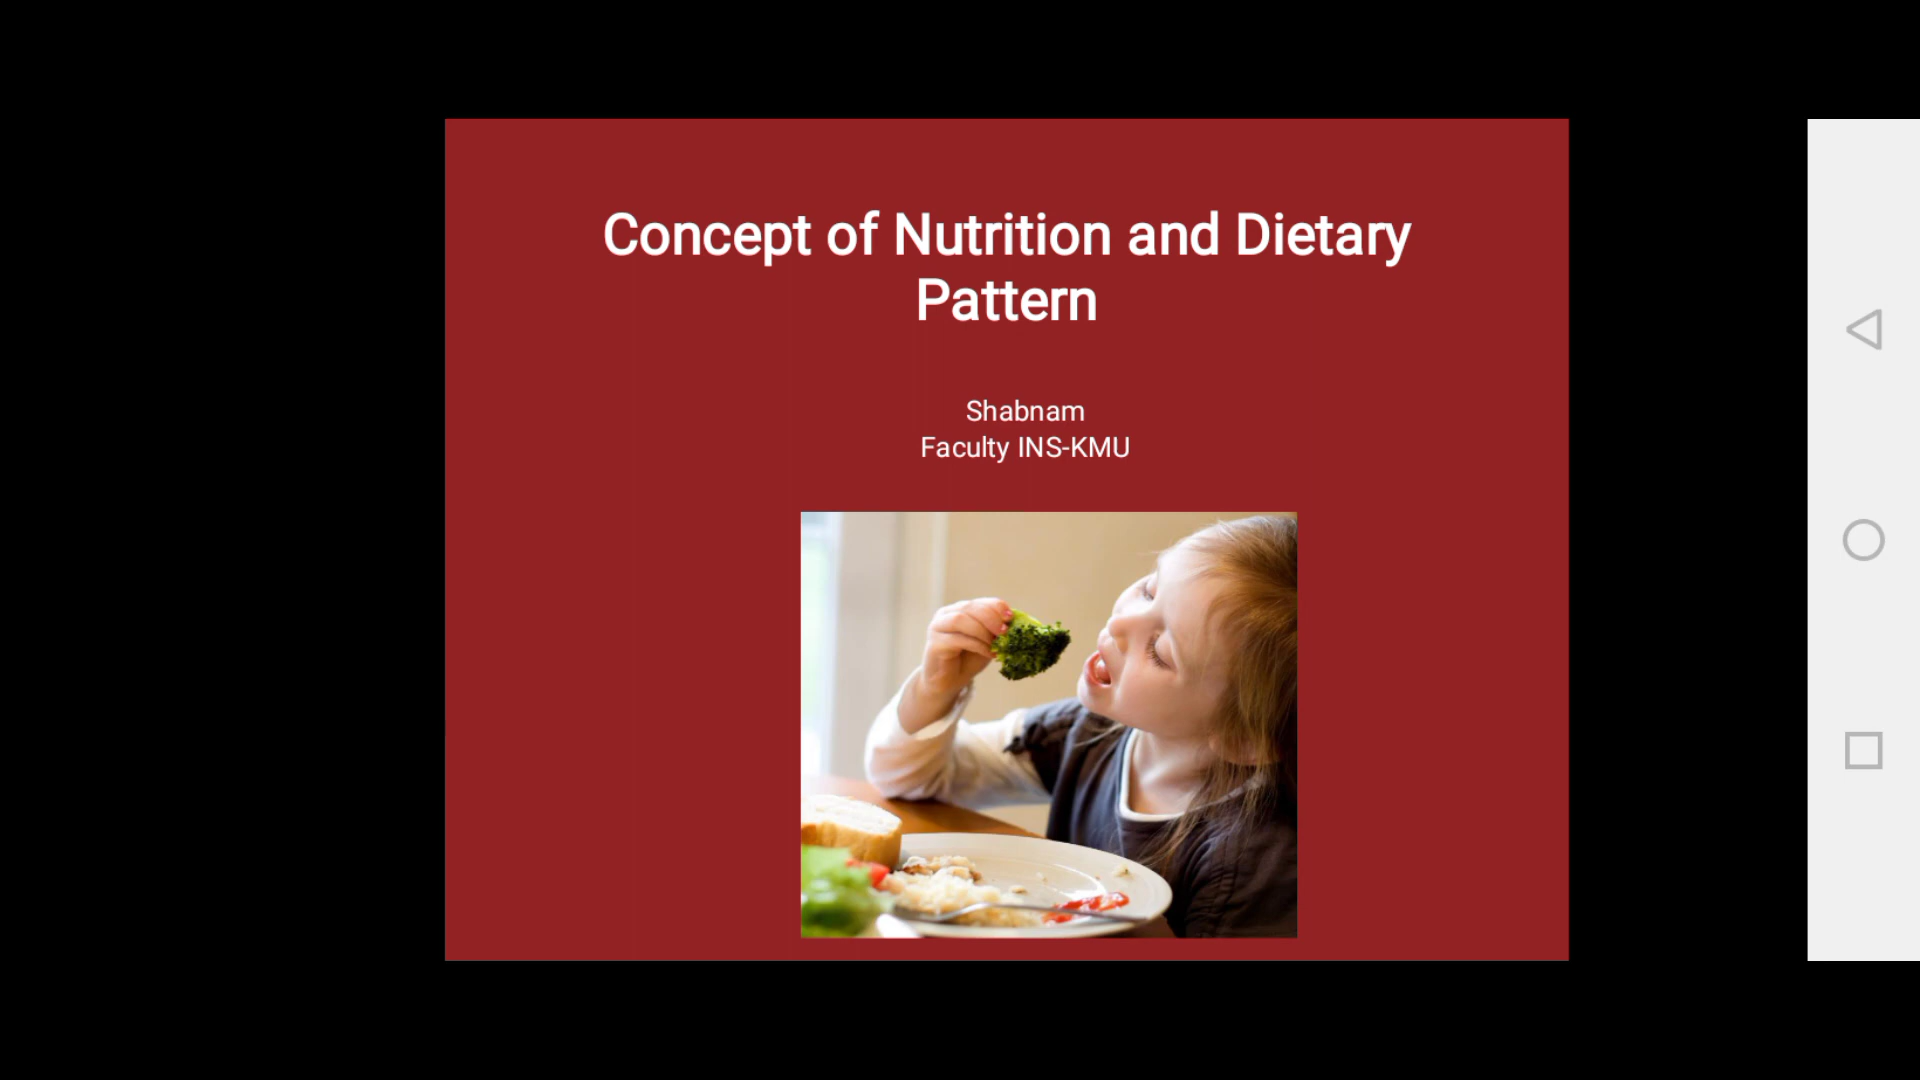 Concept of Nutrition and Dietary
Pattern
Shabnam
Faculty INS-KMU